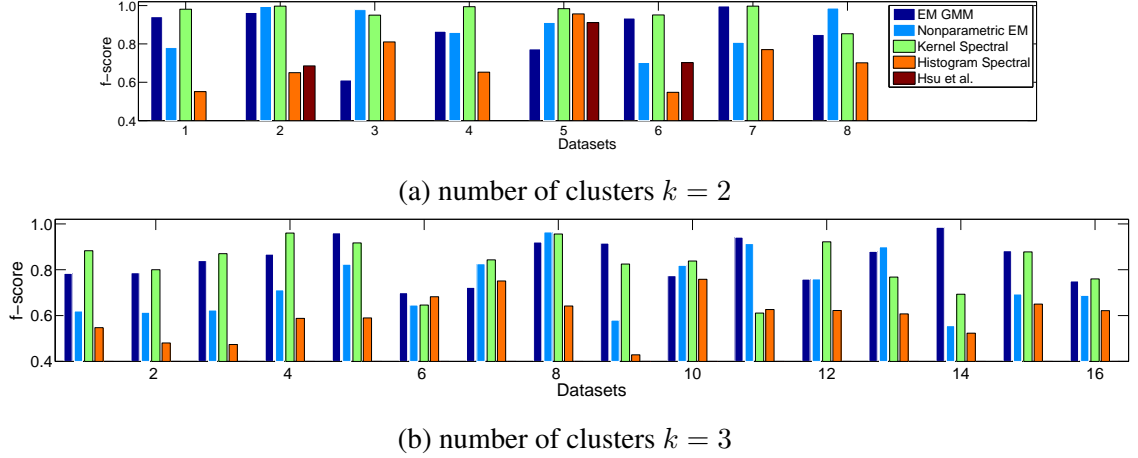 1.0
0.8
0.6
0.4
f-score
EM GMM
Nonparametric EM
Kernel Spectral
Histogram Spectral
Hsu et al.
1 2 3 4 5 6 7 8
Datasets
(a) number of clusters k = 2
1.0
0.8
0.6
0.4
f-score
2 4 6 8 10 12 14 16
Datasets
(b) number of clusters k = 3